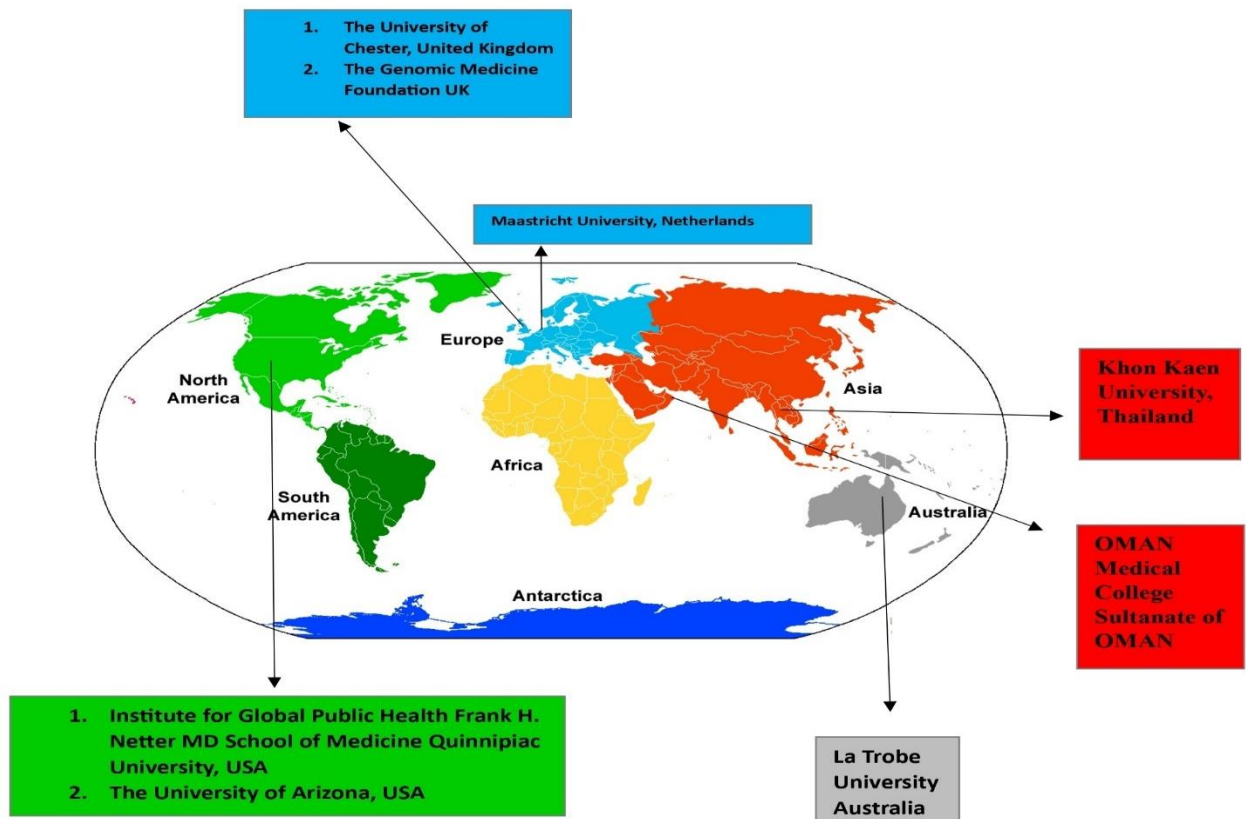 1. The University of
Chester, United Kingdom
2. The Genomic Medicine
Foundation UK
Maastricht University, Netherlands
Europe
North
America
Asia
Khon Kaen
University,
Thailand
Africa
South
America
Australia
OMAN
Medical
College
Sultanate of
OMAN
Antarctica
1. Institute for Global Public Health Frank H.
Netter MD School of Medicine Quinnipiac
University, USA
2. The University of Arizona, USA
La Trobe
University
Australia